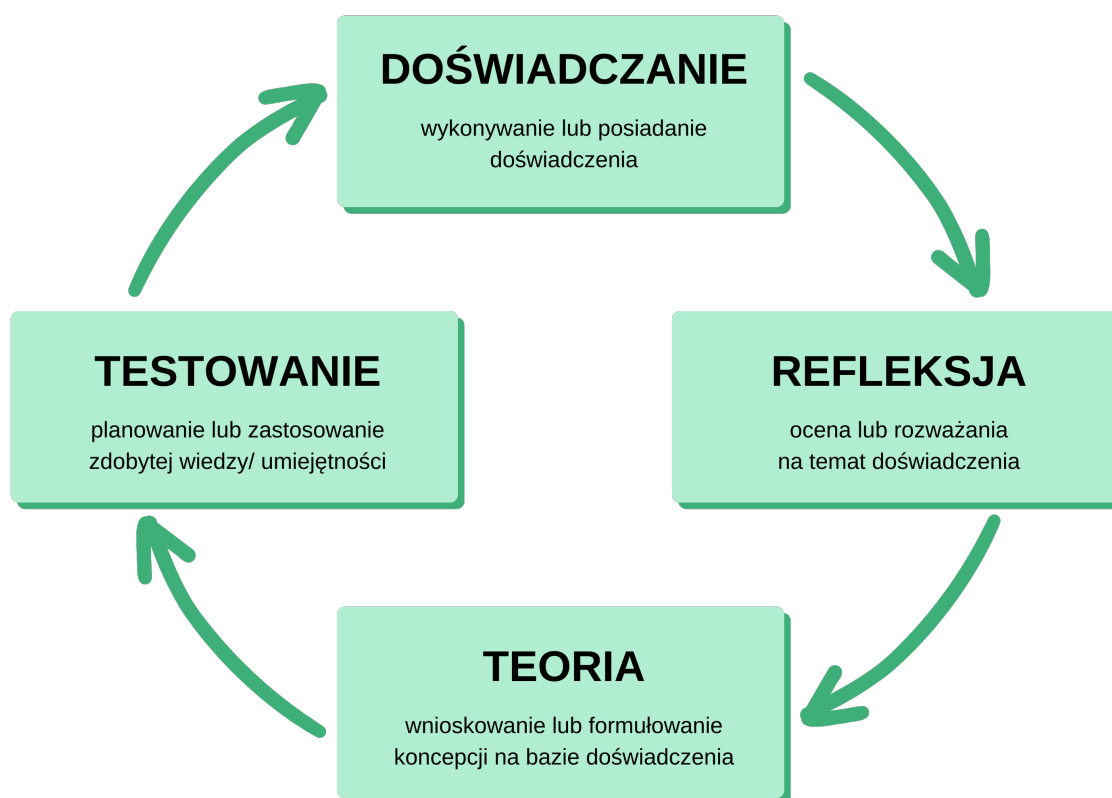 DOŚWIADCZANIE
wykonywanie lub posiadanie
doświadczenia
TESTOWANIE
planowanie lub zastosowanie
zdobytej wiedzy/ umiejętności
REFLEKSJA
ocena lub rozważania
na temat doświadczenia
TEORIA
wnioskowanie lub formułowanie
koncepcji na bazie doświadczenia